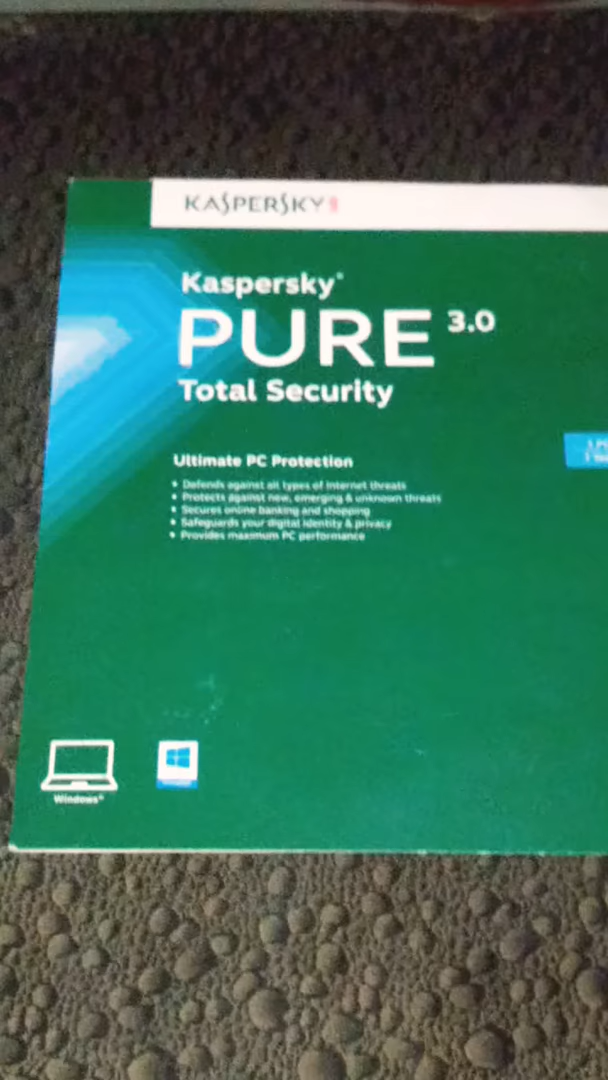 KASPERSKY
Kaspersky®
PURE 3.0
Total Security
Ultimate PC Protection
• Defends against all types of Internet threats
• Protects against new, emerging & unknown threats
• Secures online banking and shopping
• Safeguards your digital identity & privacy
• Provides maximum PC performance
Windows®